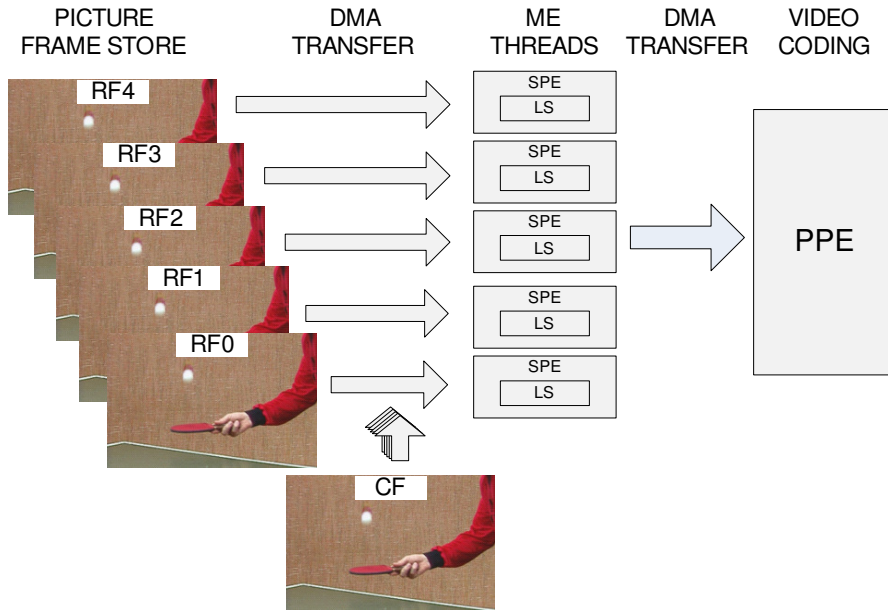 PICTURE
FRAME STORE
DMA
TRANSFER
ME
THREADS
DMA
TRANSFER
VIDEO
CODING
RF4
RF3
RF2
RF1
RF0
CF
SPE
LS
SPE
LS
SPE
LS
SPE
LS
SPE
LS
PPE